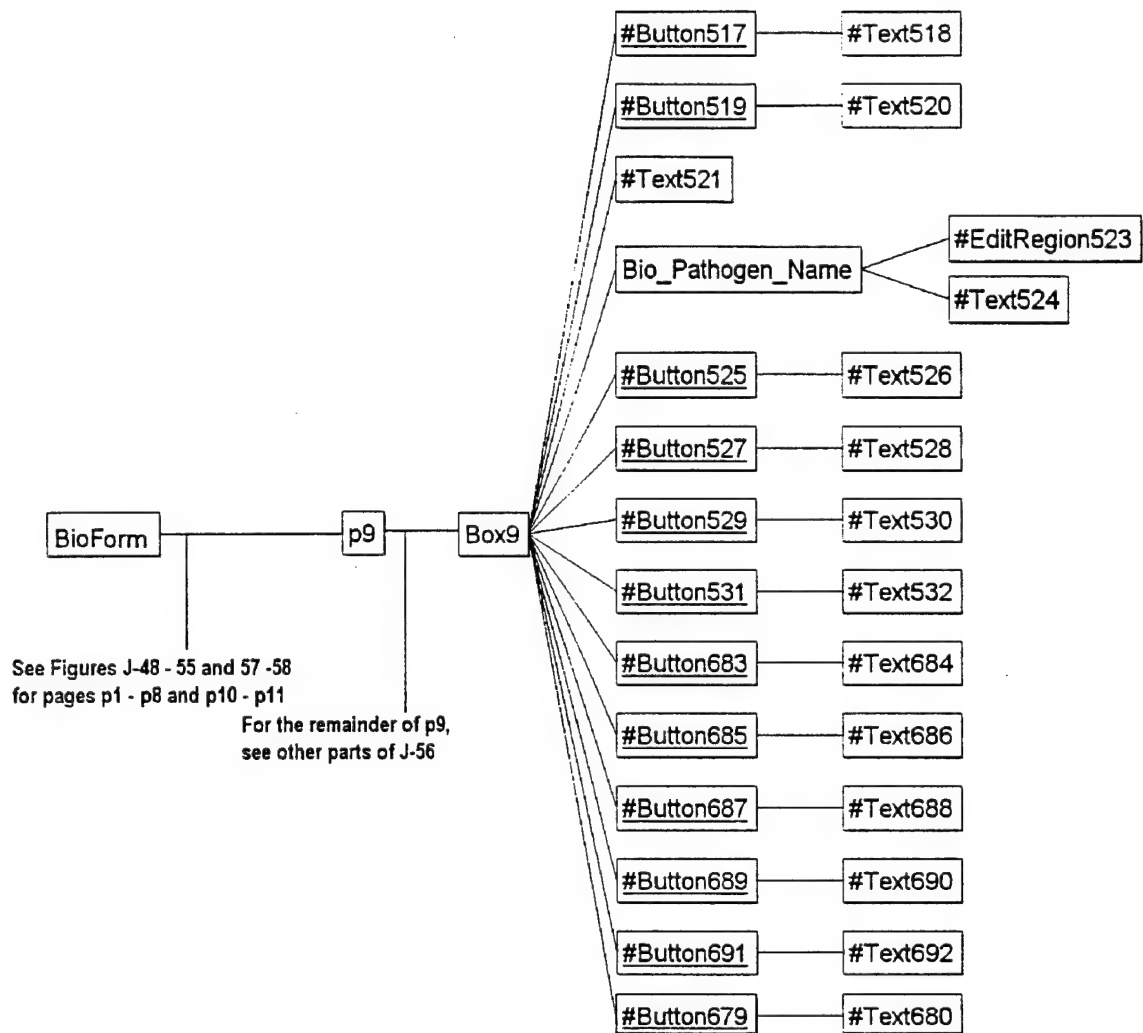 #Button517
#Text518
#Button519
#Text520
#Text521
#EditRegion523
Bio_Pathogen_Name
#Text524
#Button525
#Text526
#Button527
#Text528
BioForm
p9
Box9
#Button529
#Text530
#Button531
#Text532
See Figures J-48 - 55 and 57 -58
for pages p1 - p8 and p10 - p11
For the remainder of p9,
see other parts of J-56
#Button683
#Text684
#Button685
#Text686
#Button687
#Text688
#Button689
#Text690
#Button691
#Text692
#Button679
#Text680